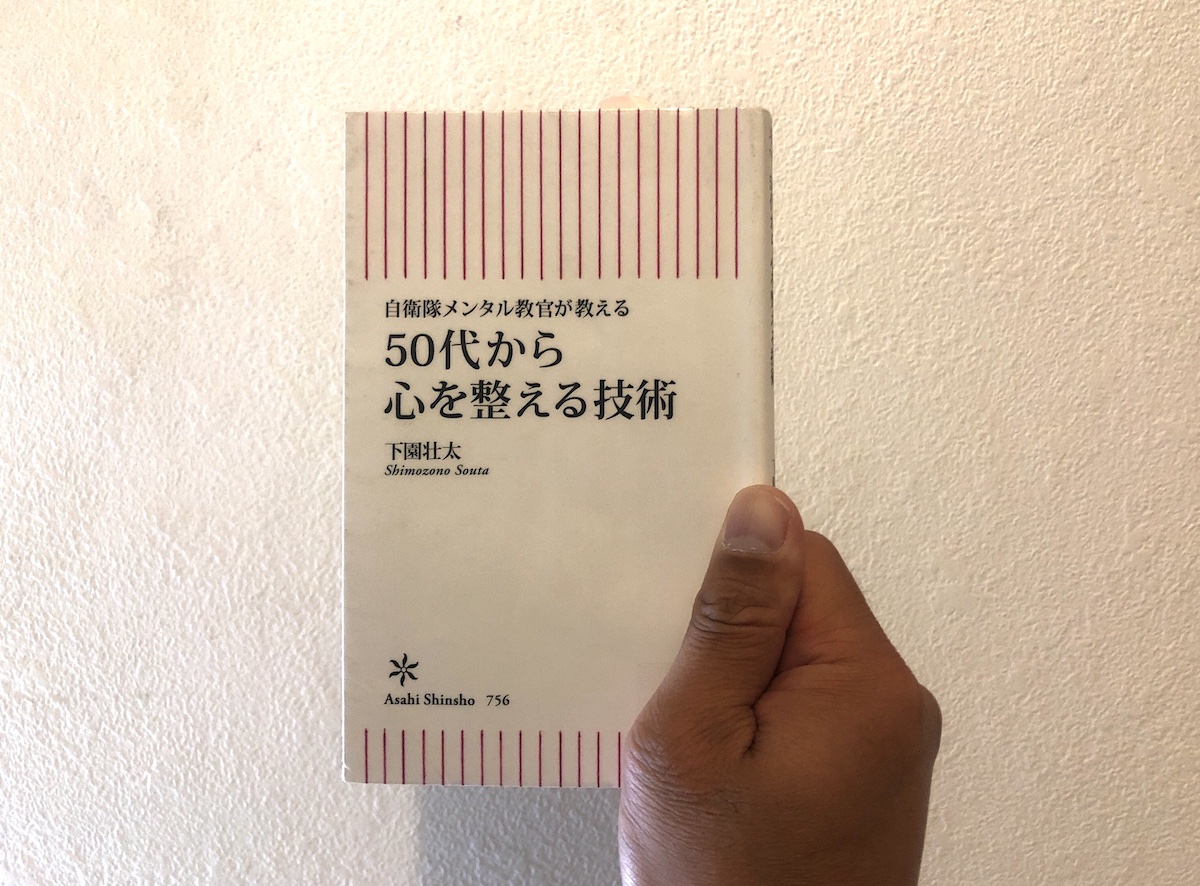 自衛隊メンタル教官が教える
50代から
心を整える技術
下園壮太
Shimozono Souta
Asahi Shinsho 756